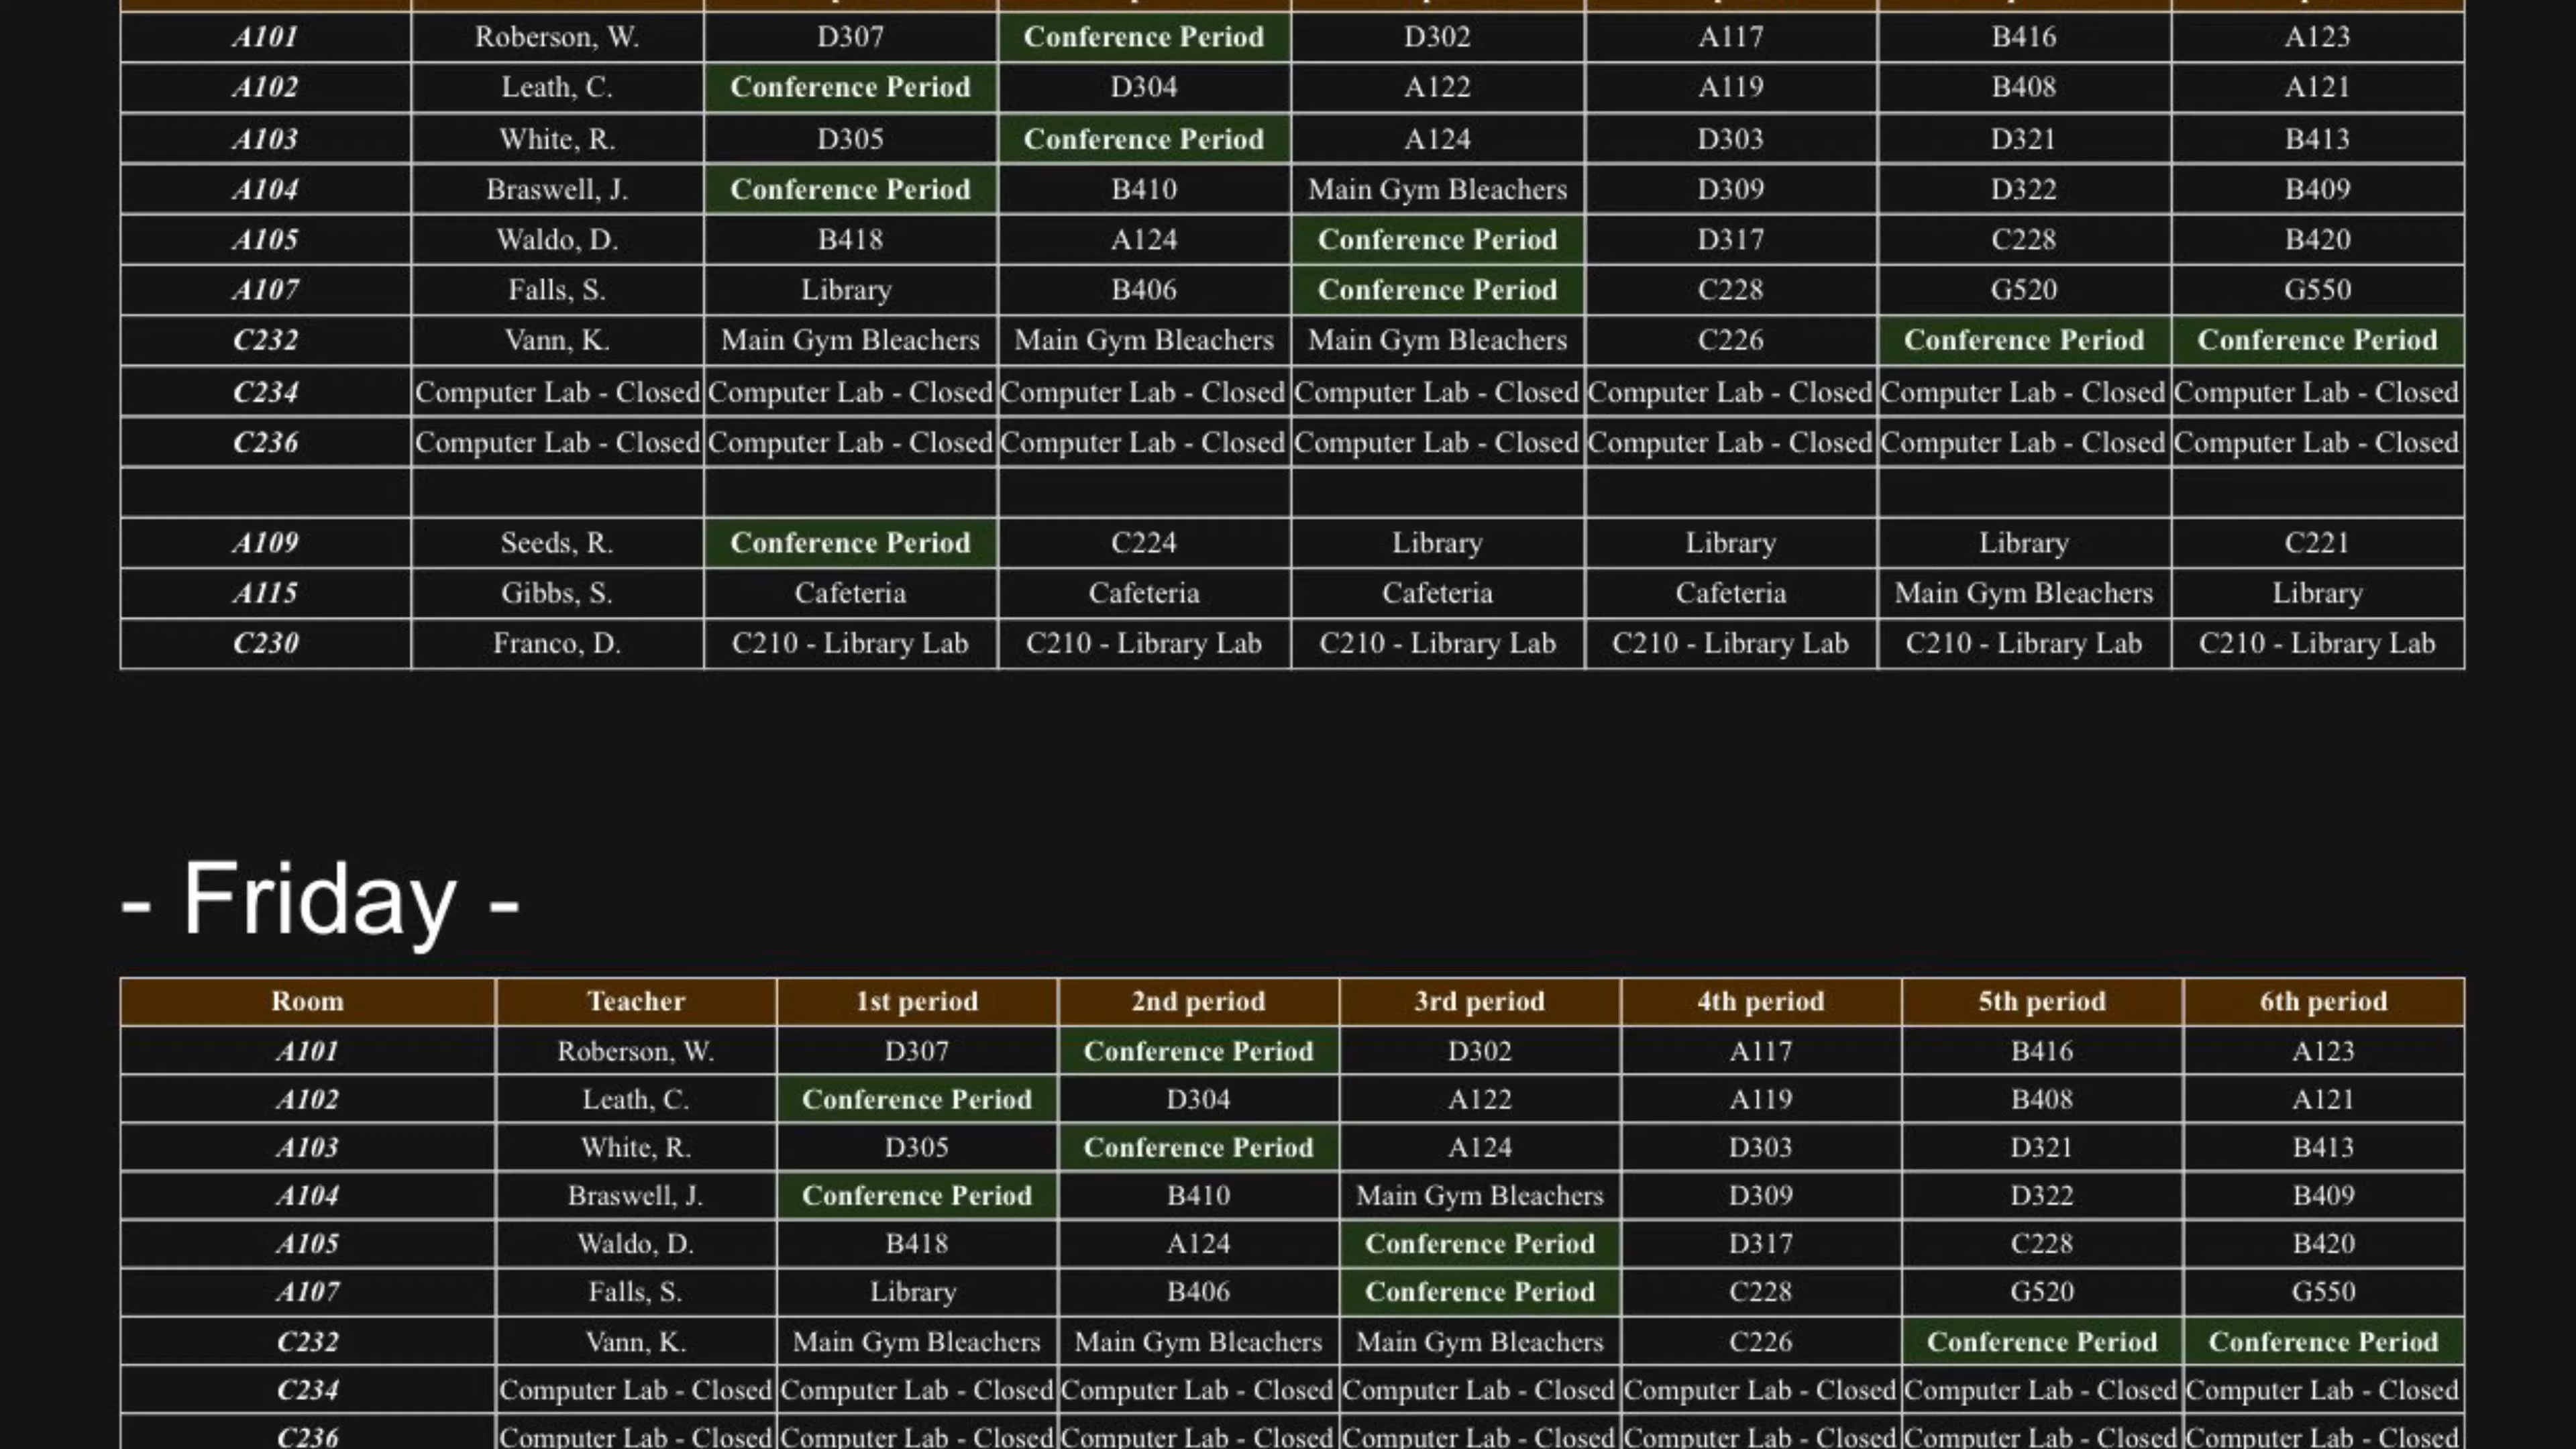 A101 Roberson, W. D307 Conference Period D302 A117 B416 A123
A102 Leath, C. Conference Period D304 A122 A119 B408 A121
A103 White, R. D305 Conference Period A124 D303 D321 B413
A104 Braswell, J. Conference Period B410 Main Gym Bleachers D309 D322 B409
A105 Waldo, D. B418 A124 Conference Period D317 C228 B420
A107 Falls, S. Library B406 Conference Period C228 G520 G550
C232 Vann, K. Main Gym Bleachers Main Gym Bleachers Main Gym Bleachers C226 Conference Period Conference Period
C234 Computer Lab - Closed Computer Lab - Closed Computer Lab - Closed Computer Lab - Closed Computer Lab - Closed Computer Lab - Closed Computer Lab - Closed
C236 Computer Lab - Closed Computer Lab - Closed Computer Lab - Closed Computer Lab - Closed Computer Lab - Closed Computer Lab - Closed Computer Lab - Closed
A109 Seeds, R. Conference Period C224 Library Library Library C221
A115 Gibbs, S. Cafeteria Cafeteria Cafeteria Cafeteria Main Gym Bleachers Library
C230 Franco, D. C210 - Library Lab C210 - Library Lab C210 - Library Lab C210 - Library Lab C210 - Library Lab C210 - Library Lab
- Friday -
Room Teacher 1st period 2nd period 3rd period 4th period 5th period 6th period
A101 Roberson, W. D307 Conference Period D302 A117 B416 A123
A102 Leath, C. Conference Period D304 A122 A119 B408 A121
A103 White, R. D305 Conference Period A124 D303 D321 B413
A104 Braswell, J. Conference Period B410 Main Gym Bleachers D309 D322 B409
A105 Waldo, D. B418 A124 Conference Period D317 C228 B420
A107 Falls, S. Library B406 Conference Period C228 G520 G550
C232 Vann, K. Main Gym Bleachers Main Gym Bleachers Main Gym Bleachers C226 Conference Period Conference Period
C234 Computer Lab - Closed Computer Lab - Closed Computer Lab - Closed Computer Lab - Closed Computer Lab - Closed Computer Lab - Closed Computer Lab - Closed
C236 Computer Lab - Closed Computer Lab - Closed Computer Lab - Closed Computer Lab - Closed Computer Lab - Closed Computer Lab - Closed Computer Lab - Closed